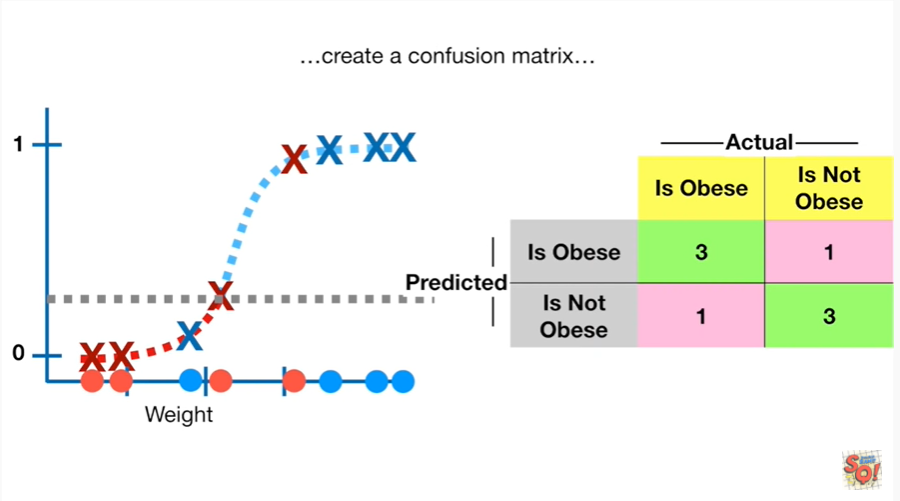 …create a confusion matrix…
1
0
Weight
Actual
Is Obese
Is Not
Obese
Predicted
Is Obese
3
1
Is Not
Obese
1
3
X X X X X X X X
SQ!